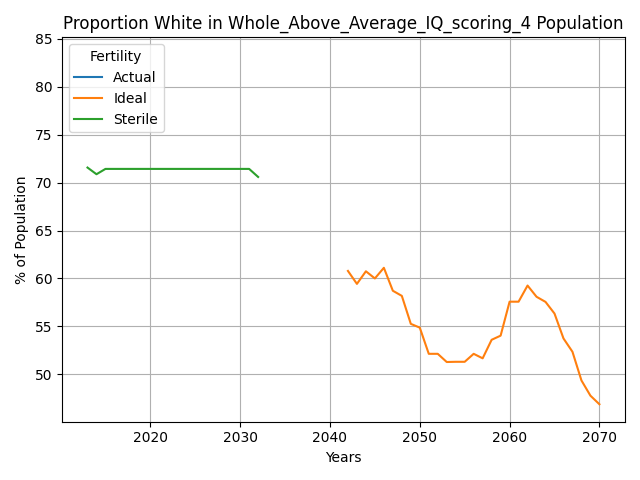 Proportion White in Whole_Above_Average_IQ_scoring_4 Population
85
80
75
70
65
60
55
50
% of Population
Fertility
Actual
Ideal
Sterile
2020 2030 2040 2050 2060 2070
Years